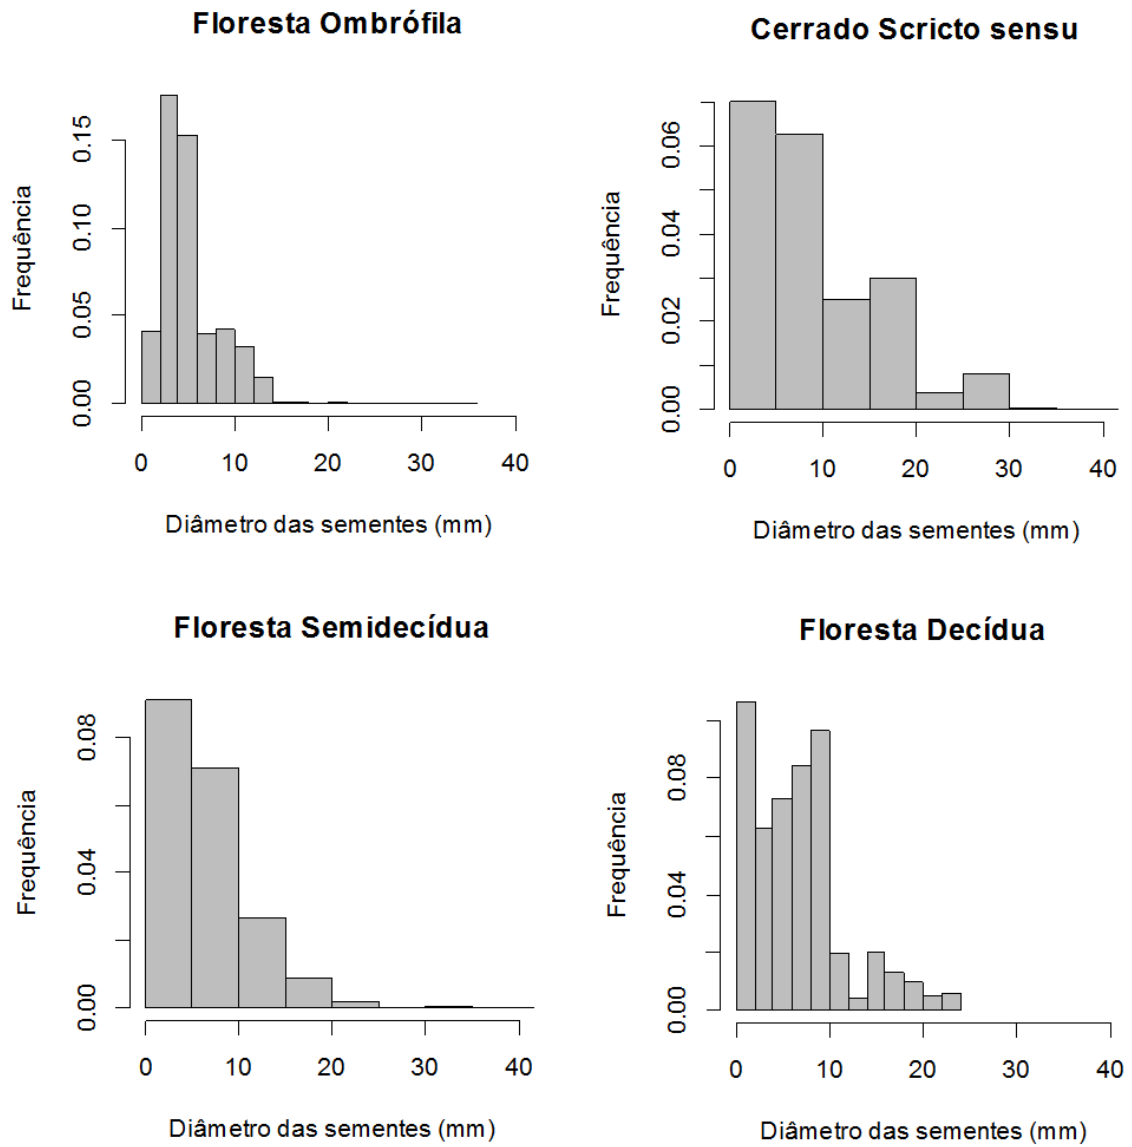 Floresta Ombrófila
Frequência
0.00 0.05 0.10 0.15
0 10 20 30 40
Diâmetro das sementes (mm)
Cerrado Scricto sensu
Frequência
0.00 0.02 0.04 0.06
0 10 20 30 40
Diâmetro das sementes (mm)
Floresta Semidecídua
Frequência
0.00 0.04 0.08
0 10 20 30 40
Diâmetro das sementes (mm)
Floresta Decídua
Frequência
0.00 0.04 0.08
0 10 20 30 40
Diâmetro das sementes (mm)